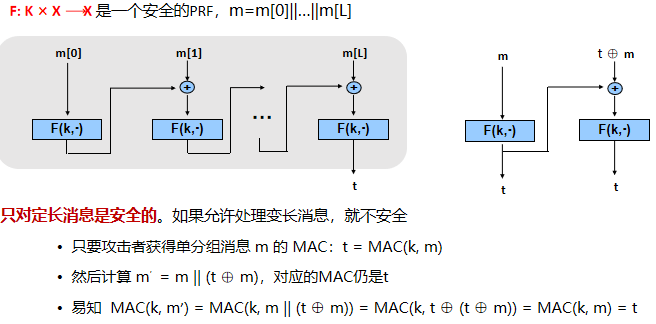 F: K × X ⟶ X 是一个安全的PRF，m=m[0]||…||m[L]
m[0] m[1] m[L] m t ⊕ m
+ + +
…
F(k,·) F(k,·) F(k,·) F(k,·) F(k,·)
t t t
只对定长消息是安全的。如果允许处理变长消息，就不安全
• 只要攻击者获得单分组消息 m 的 MAC：t = MAC(k, m)
• 然后计算 m′ = m || (t ⊕ m)，对应的MAC仍是t
• 易知 MAC(k, m′) = MAC(k, m || (t ⊕ m)) = MAC(k, t ⊕ (t ⊕ m)) = MAC(k, m) = t